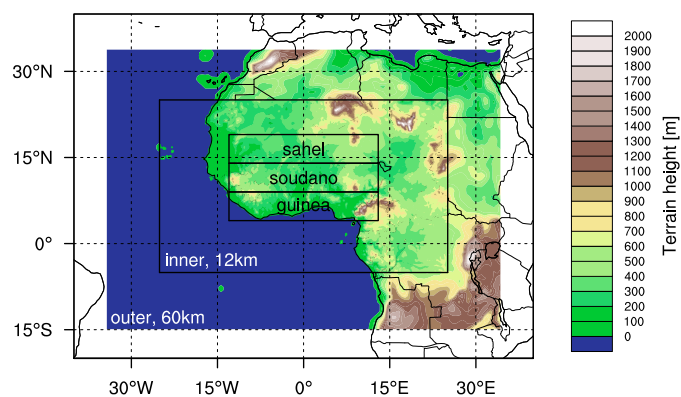 30°N
15°N
0°
15°S
30°W
15°W
0°
15°E
30°E
sahel
soudano
guinea
inner, 12km
outer, 60km
2000
1900
1800
1700
1600
1500
1400
1300
1200
1100
1000
900
800
700
600
500
400
300
200
100
0
Terrain height [m]